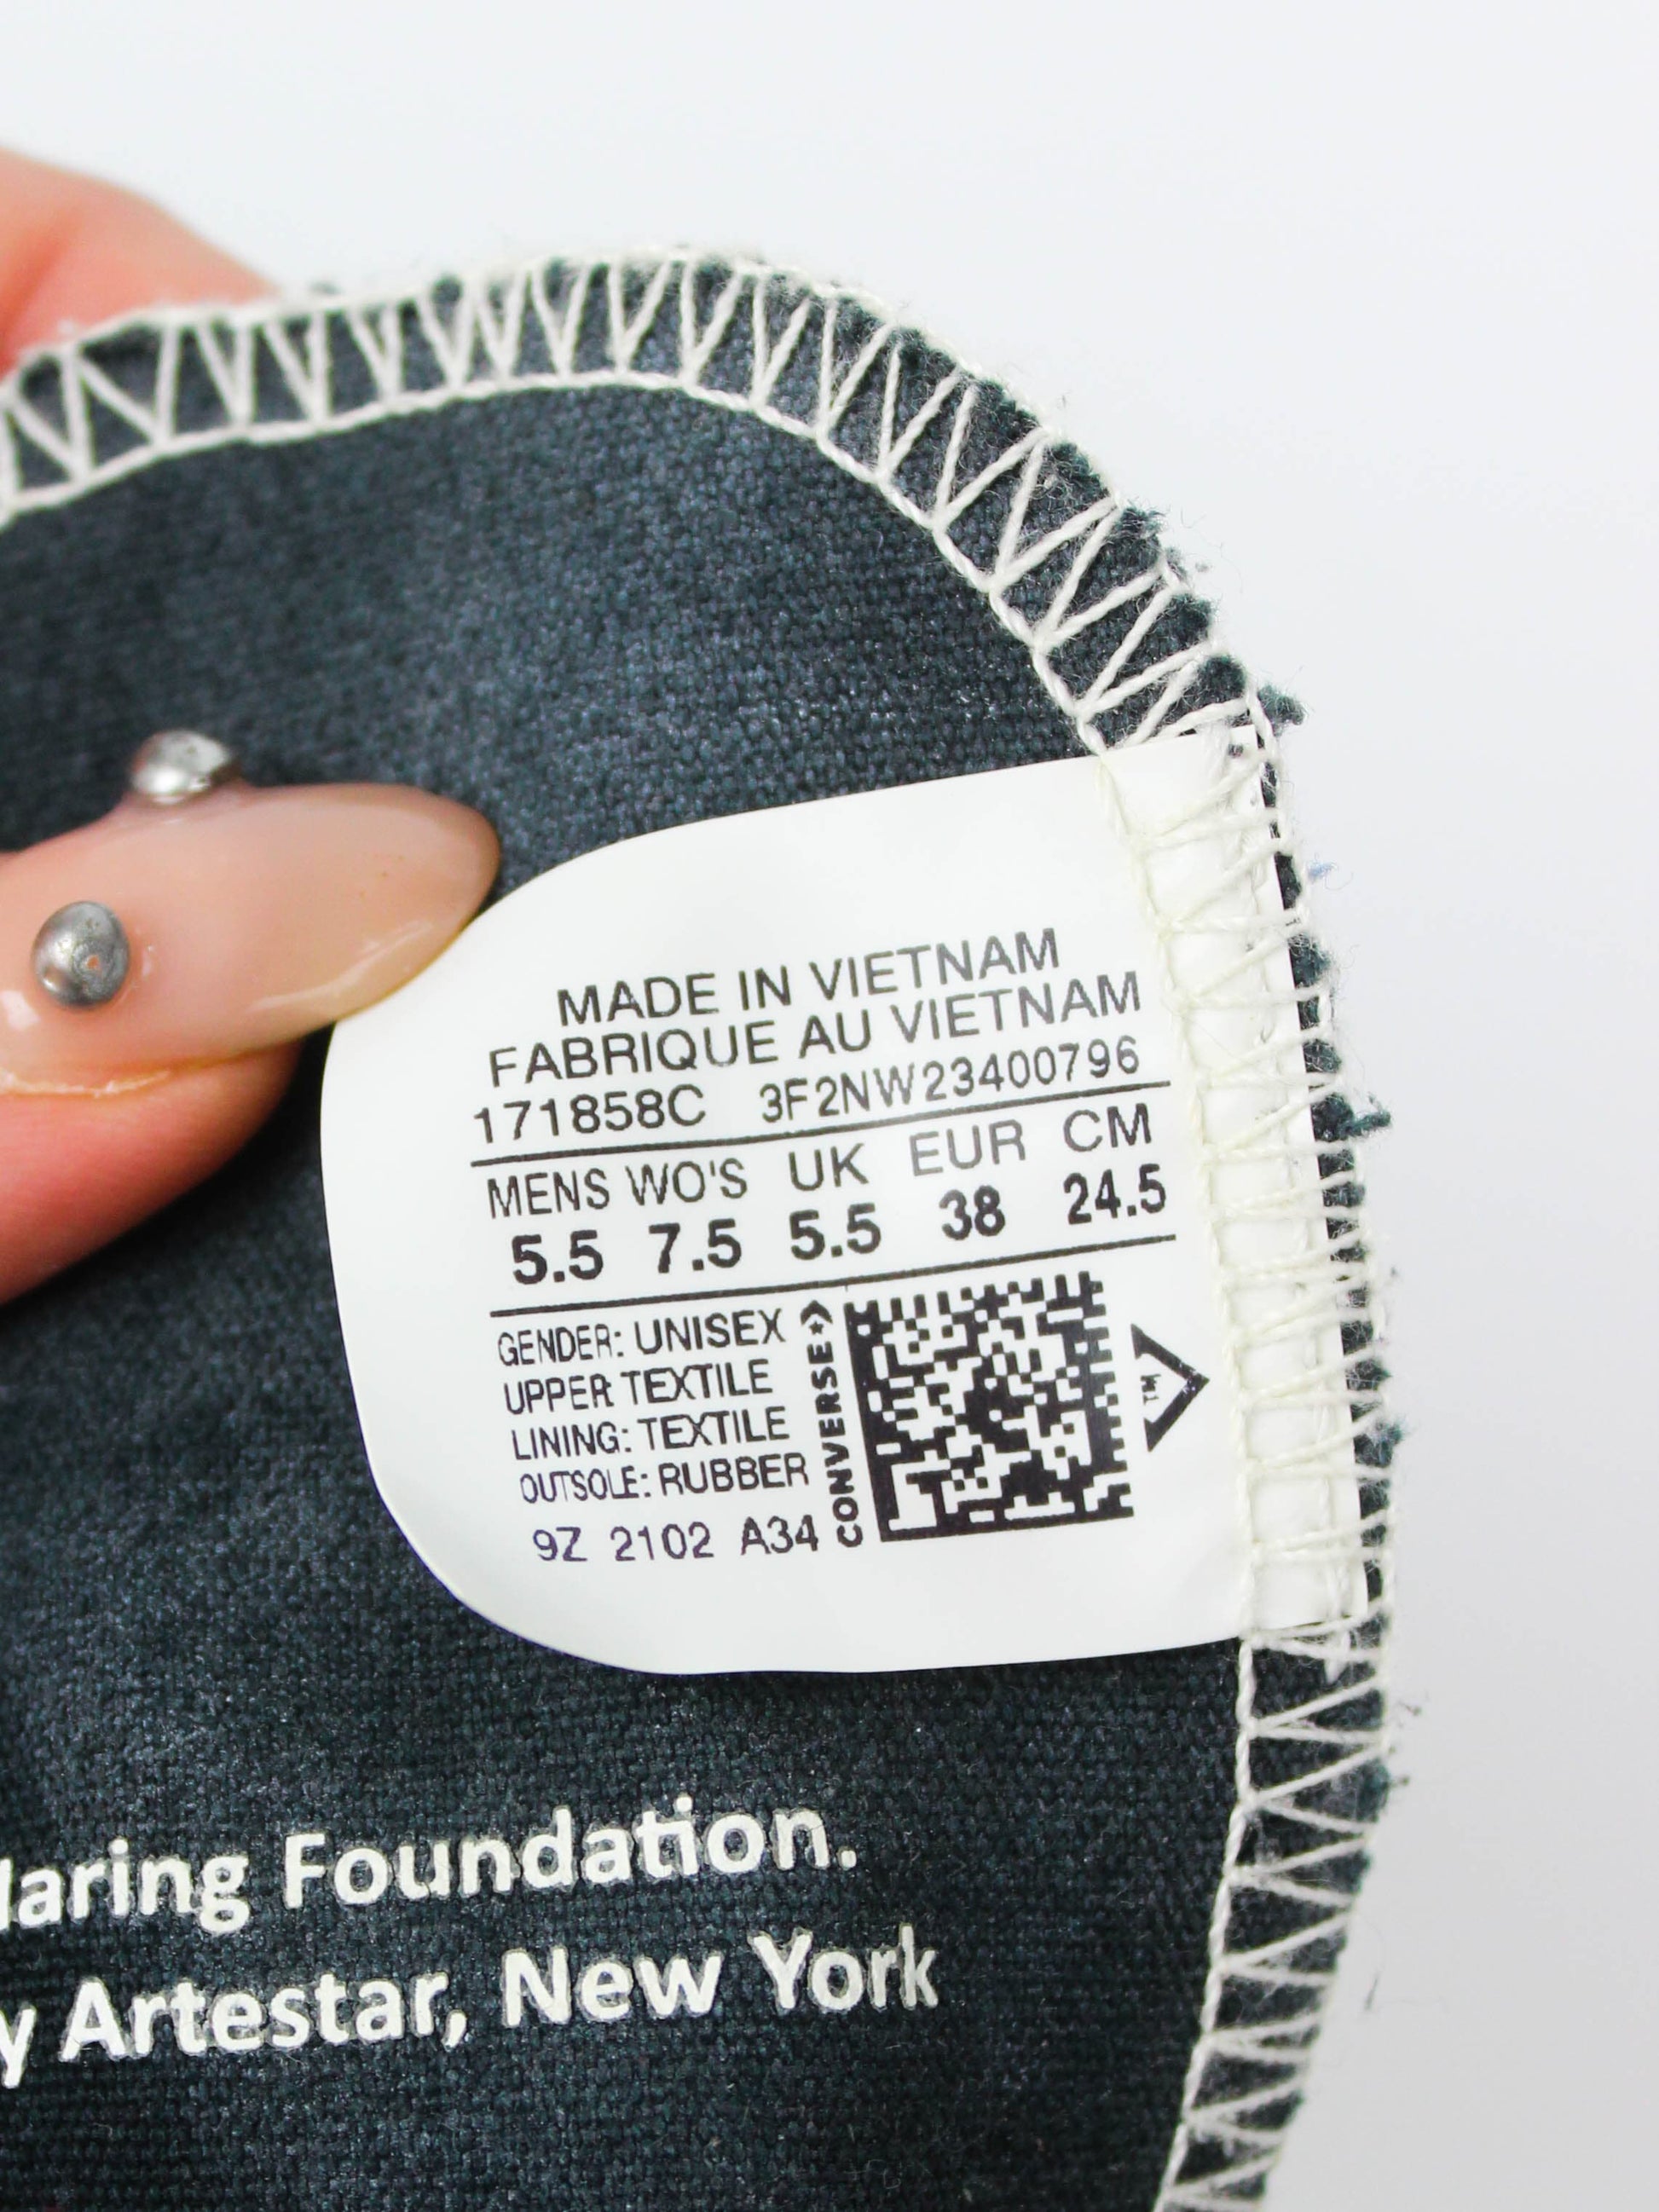 MADE IN VIETNAM
FABRIQUE AU VIETNAM
171858C 3F2NW23400796
MENS WO'S UK EUR CM
5.5 7.5 5.5 38 24.5
GENDER: UNISEX
UPPER TEXTILE
LINING: TEXTILE
OUTSOLE: RUBBER
9Z 2102 A34
CONVERSE
TM
Foundation.
Artestar, New York